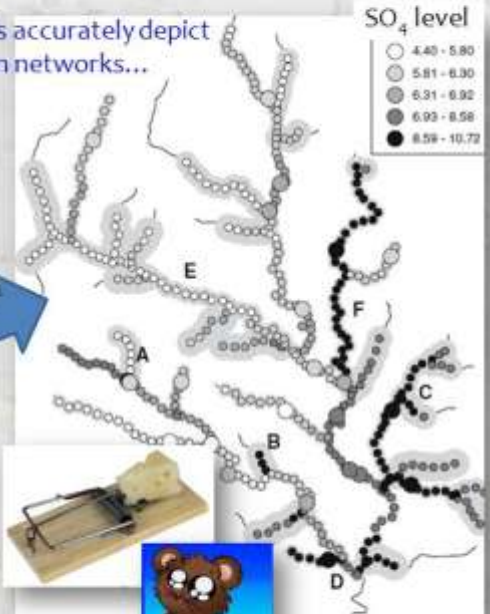 s accurately depict
n networks...
SO4 level
4.40 - 5.80
5.81 - 6.30
6.31 - 6.92
6.93 - 8.58
8.59 - 10.72
E
F
A
C
B
D